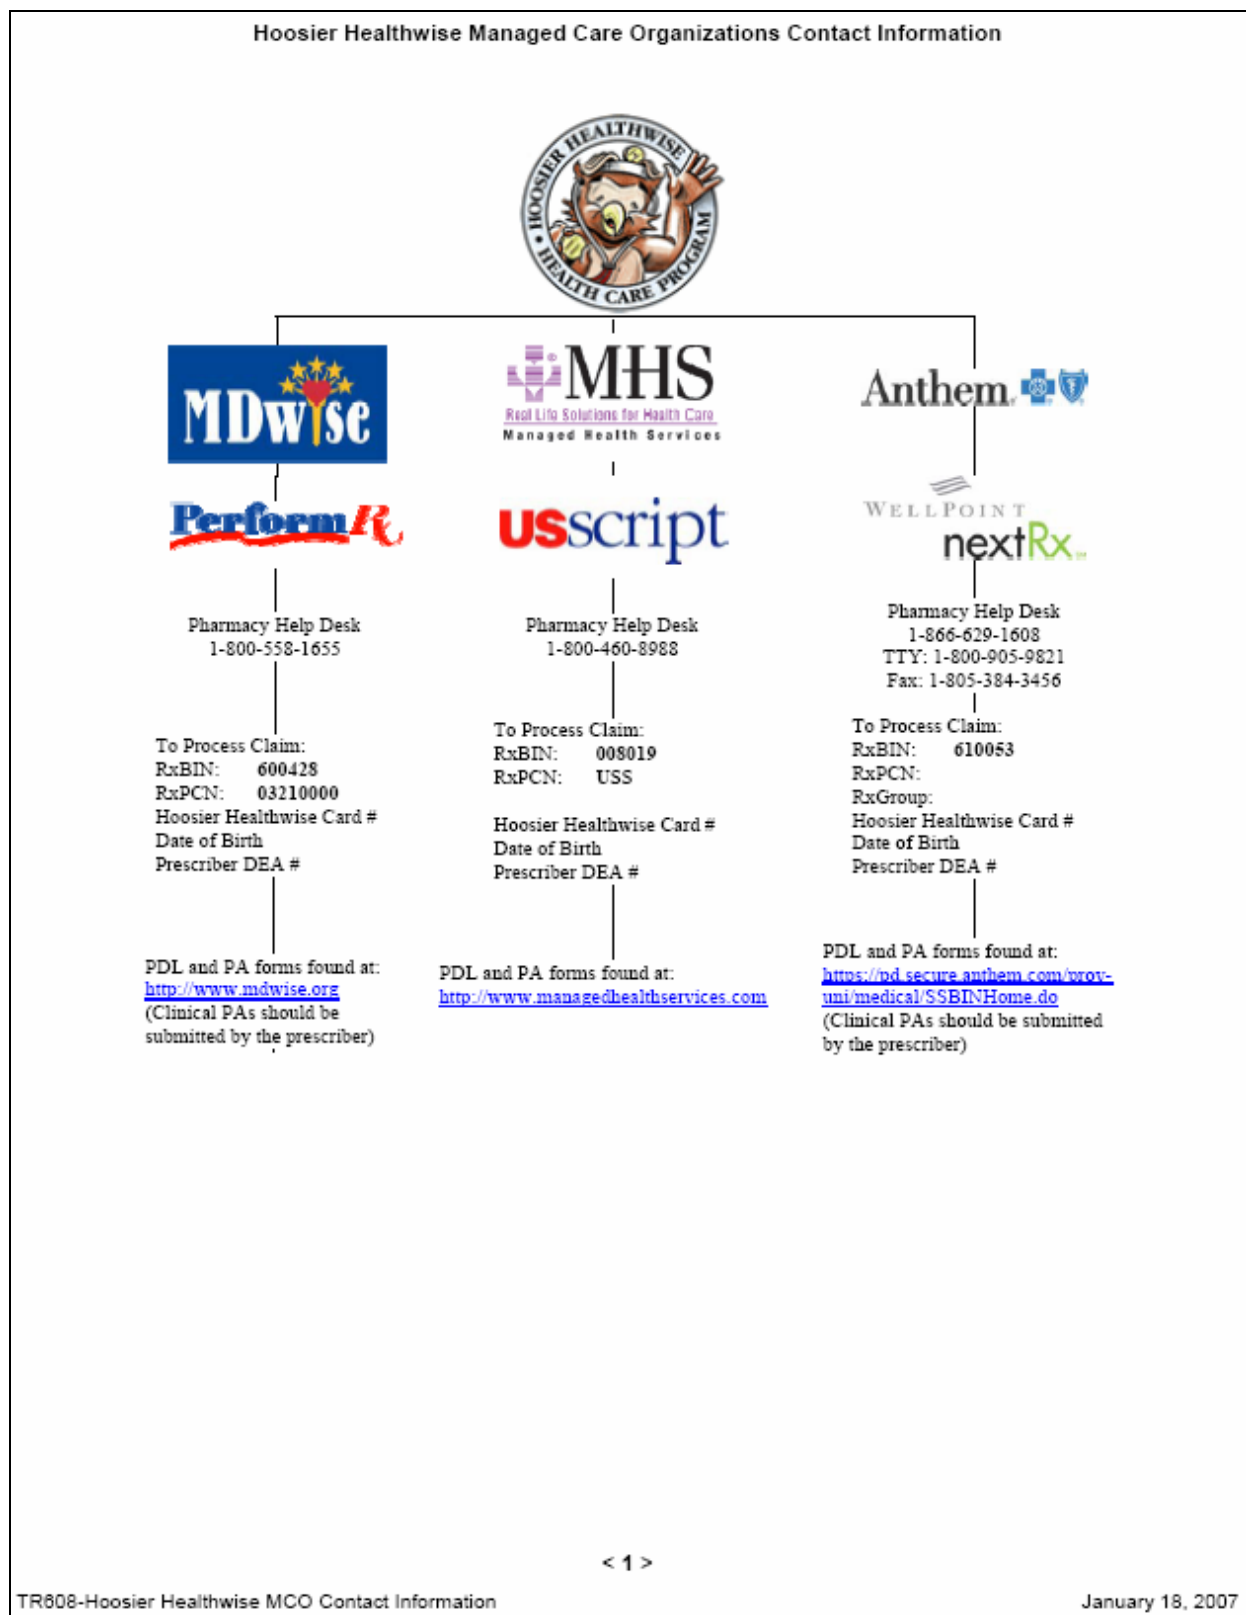 Hoosier Healthwise Managed Care Organizations Contact Information
HOOSIER HEALTHWISE
• HEALTH CARE PROGRAM
MDwise
PerformRx
Pharmacy Help Desk
1-800-558-1655
To Process Claim:
RxBIN: 600428
RxPCN: 03210000
Hoosier Healthwise Card #
Date of Birth
Prescriber DEA #
PDL and PA forms found at:
http://www.mdwise.org
(Clinical PAs should be
submitted by the prescriber)
MHS
Real Life Solutions for Health Care
Managed Health Services
USscript
Pharmacy Help Desk
1-800-460-8988
To Process Claim:
RxBIN: 008019
RxPCN: USS
Hoosier Healthwise Card #
Date of Birth
Prescriber DEA #
PDL and PA forms found at:
http://www.managedhealthservices.com
Anthem
WELLPOINT
nextRx
Pharmacy Help Desk
1-866-629-1608
TTY: 1-800-905-9821
Fax: 1-805-384-3456
To Process Claim:
RxBIN: 610053
RxPCN:
RxGroup:
Hoosier Healthwise Card #
Date of Birth
Prescriber DEA #
PDL and PA forms found at:
https://pd.secure.anthem.com/prov-
uni/medical/SSBINHome.do
(Clinical PAs should be submitted
by the prescriber)
< 1 >
TR608-Hoosier Healthwise MCO Contact Information
January 18, 2007